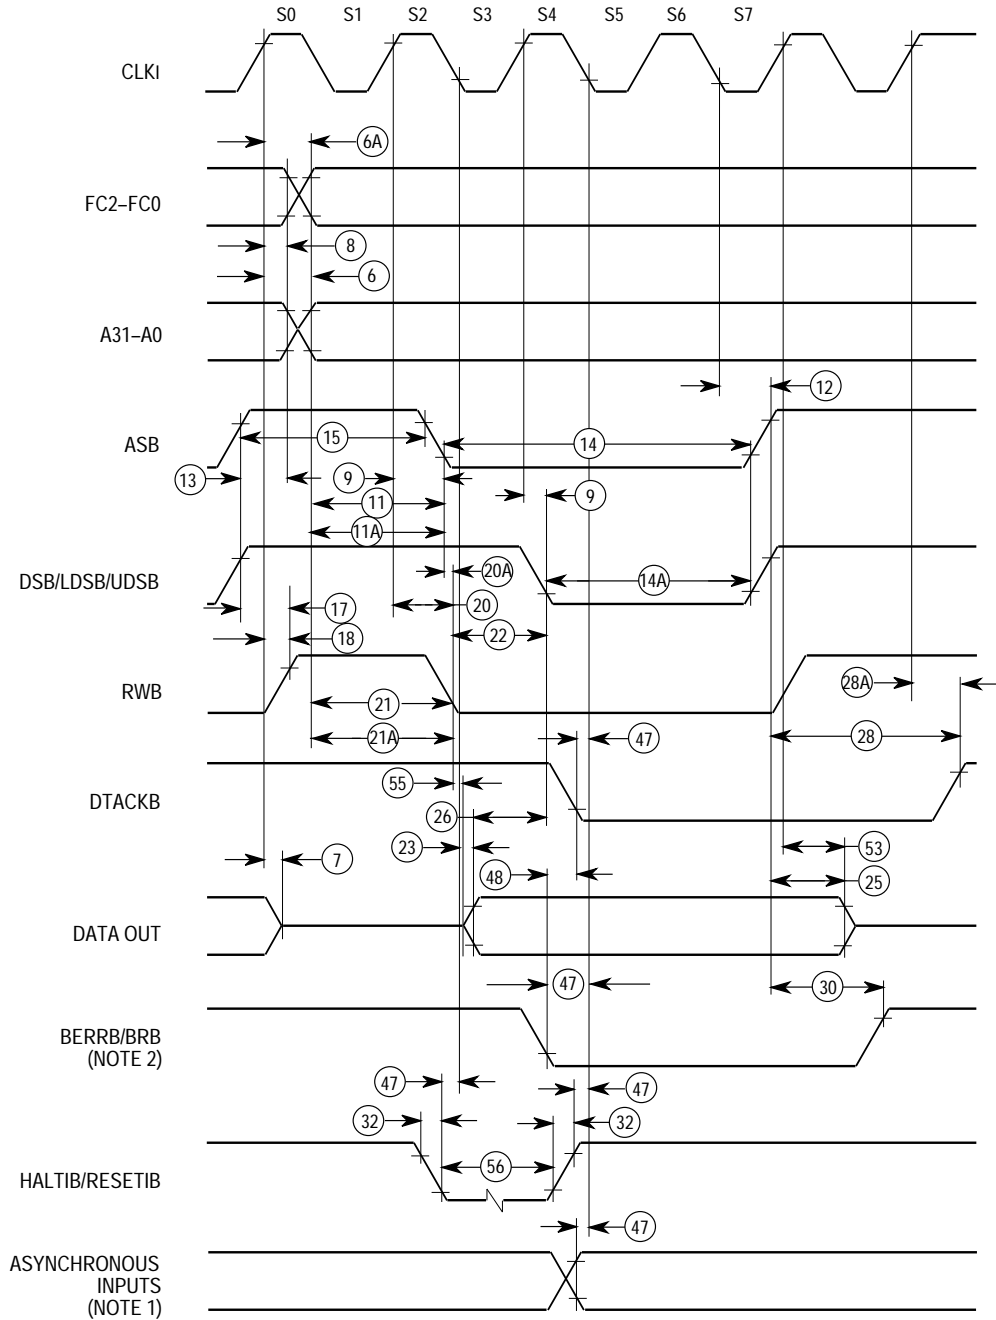 S0 S1 S2 S3 S4 S5 S6 S7
CLKI
6A
FC2–FC0
8
6
A31–A0
12
ASB
15
14
13
9
11
9
11A
DSB/LDSB/UDSB
20A
14A
17
20
18
22
RWB
28A
21
21A
47
28
DTACKB
55
26
23
53
7
48
25
DATA OUT
47
30
BERRB/BRB
(NOTE 2)
47
47
32
32
HALTIB/RESETIB
56
47
ASYNCHRONOUS
INPUTS
(NOTE 1)